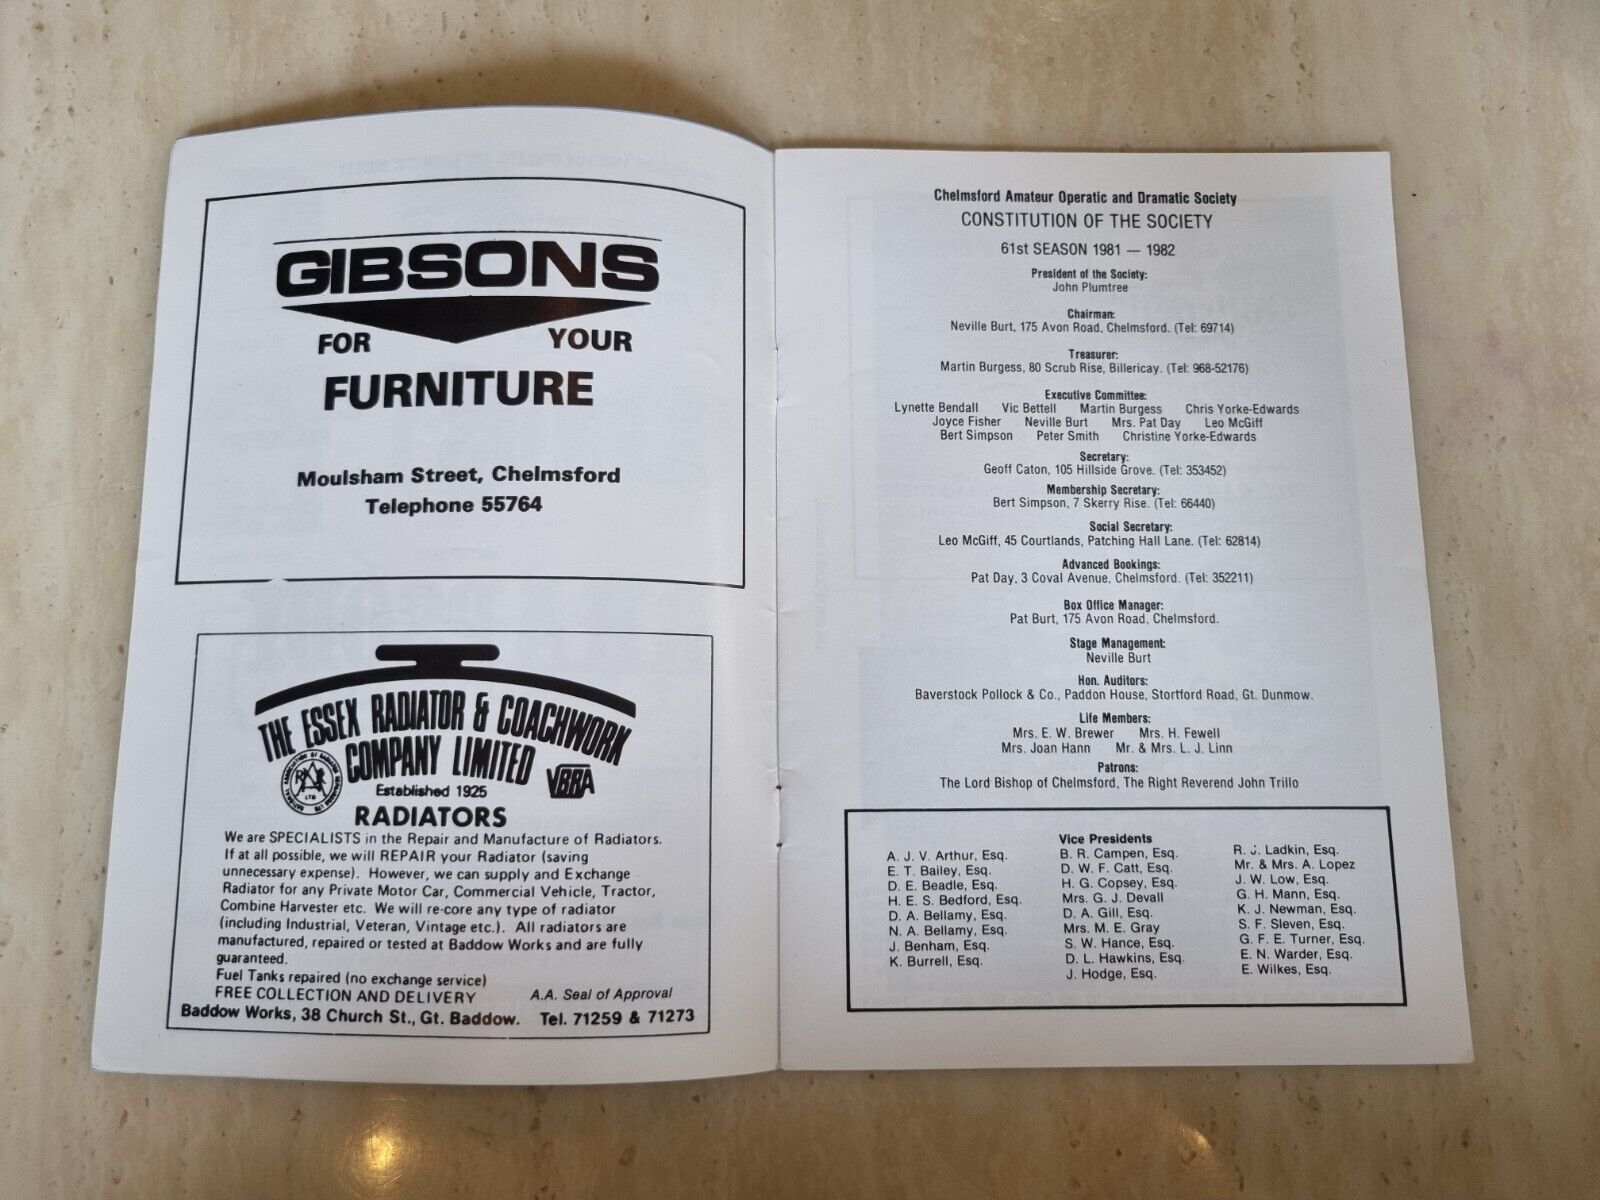 GIBSONS
FOR YOUR
FURNITURE
Moulsham Street, Chelmsford
Telephone 55764
THE ESSEX RADIATOR & COACHWORK
COMPANY LIMITED
VBRA
Established 1925
RADIATORS
We are SPECIALISTS in the Repair and Manufacture of Radiators.
If at all possible, we will REPAIR your Radiator (saving
unnecessary expense). However, we can supply and Exchange
Radiator for any Private Motor Car, Commercial Vehicle, Tractor,
Combine Harvester etc. We will re-core any type of radiator
(including Industrial, Veteran, Vintage etc.). All radiators are
manufactured, repaired or tested at Baddow Works and are fully
guaranteed.
Fuel Tanks repaired (no exchange service)
FREE COLLECTION AND DELIVERY A.A. Seal of Approval
Baddow Works, 38 Church St., Gt. Baddow. Tel. 71259 & 71273
Chelmsford Amateur Operatic and Dramatic Society
CONSTITUTION OF THE SOCIETY
61st SEASON 1981 — 1982
President of the Society:
John Plumtree
Chairman:
Neville Burt, 175 Avon Road, Chelmsford. (Tel: 69714)
Treasurer:
Martin Burgess, 80 Scrub Rise, Billericay. (Tel: 968-52176)
Executive Committee:
Lynette Bendall Vic Bettell Martin Burgess Chris Yorke-Edwards
Joyce Fisher Neville Burt Mrs. Pat Day Leo McGiff
Bert Simpson Peter Smith Christine Yorke-Edwards
Secretary:
Geoff Caton, 105 Hillside Grove. (Tel: 353452)
Membership Secretary:
Bert Simpson, 7 Skerry Rise. (Tel: 66440)
Social Secretary:
Leo McGiff, 45 Courtlands, Patching Hall Lane. (Tel: 62814)
Advanced Bookings:
Pat Day, 3 Coval Avenue, Chelmsford. (Tel: 352211)
Box Office Manager:
Pat Burt, 175 Avon Road, Chelmsford.
Stage Management:
Neville Burt
Hon. Auditors:
Baverstock Pollock & Co., Paddon House, Stortford Road, Gt. Dunmow.
Life Members:
Mrs. E. W. Brewer Mrs. H. Fewell
Mrs. Joan Hann Mr. & Mrs. L. J. Linn
Patrons:
The Lord Bishop of Chelmsford, The Right Reverend John Trillo
Vice Presidents
A. J. V. Arthur, Esq.
E. T. Bailey, Esq.
D. E. Beadle, Esq.
H. E. S. Bedford, Esq.
D. A. Bellamy, Esq.
N. A. Bellamy, Esq.
J. Benham, Esq.
K. Burrell, Esq.
B. R. Campen, Esq.
D. W. F. Catt, Esq.
H. G. Copsey, Esq.
Mrs. G. J. Devall
D. A. Gill, Esq.
Mrs. M. E. Gray
S. W. Hance, Esq.
D. L. Hawkins, Esq.
J. Hodge, Esq.
R. J. Ladkin, Esq.
Mr. & Mrs. A. Lopez
J. W. Low, Esq.
G. H. Mann, Esq.
K. J. Newman, Esq.
S. F. Sleven, Esq.
G. F. E. Turner, Esq.
E. N. Warder, Esq.
E. Wilkes, Esq.